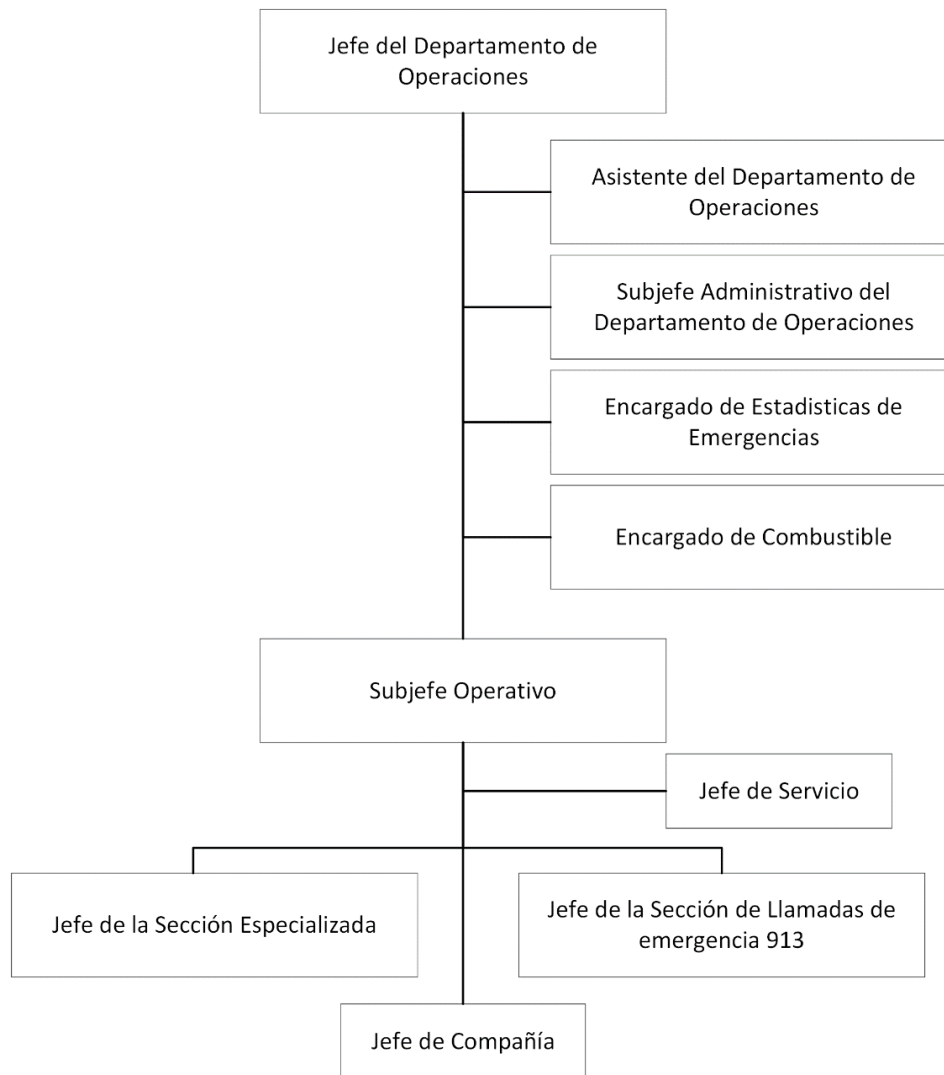 Jefe del Departamento de
Operaciones
Asistente del Departamento de
Operaciones
Subjefe Administrativo del
Departamento de Operaciones
Encargado de Estadisticas de
Emergencias
Encargado de Combustible
Subjefe Operativo
Jefe de Servicio
Jefe de la Sección Especializada
Jefe de la Sección de Llamadas de
emergencia 913
Jefe de Compañía